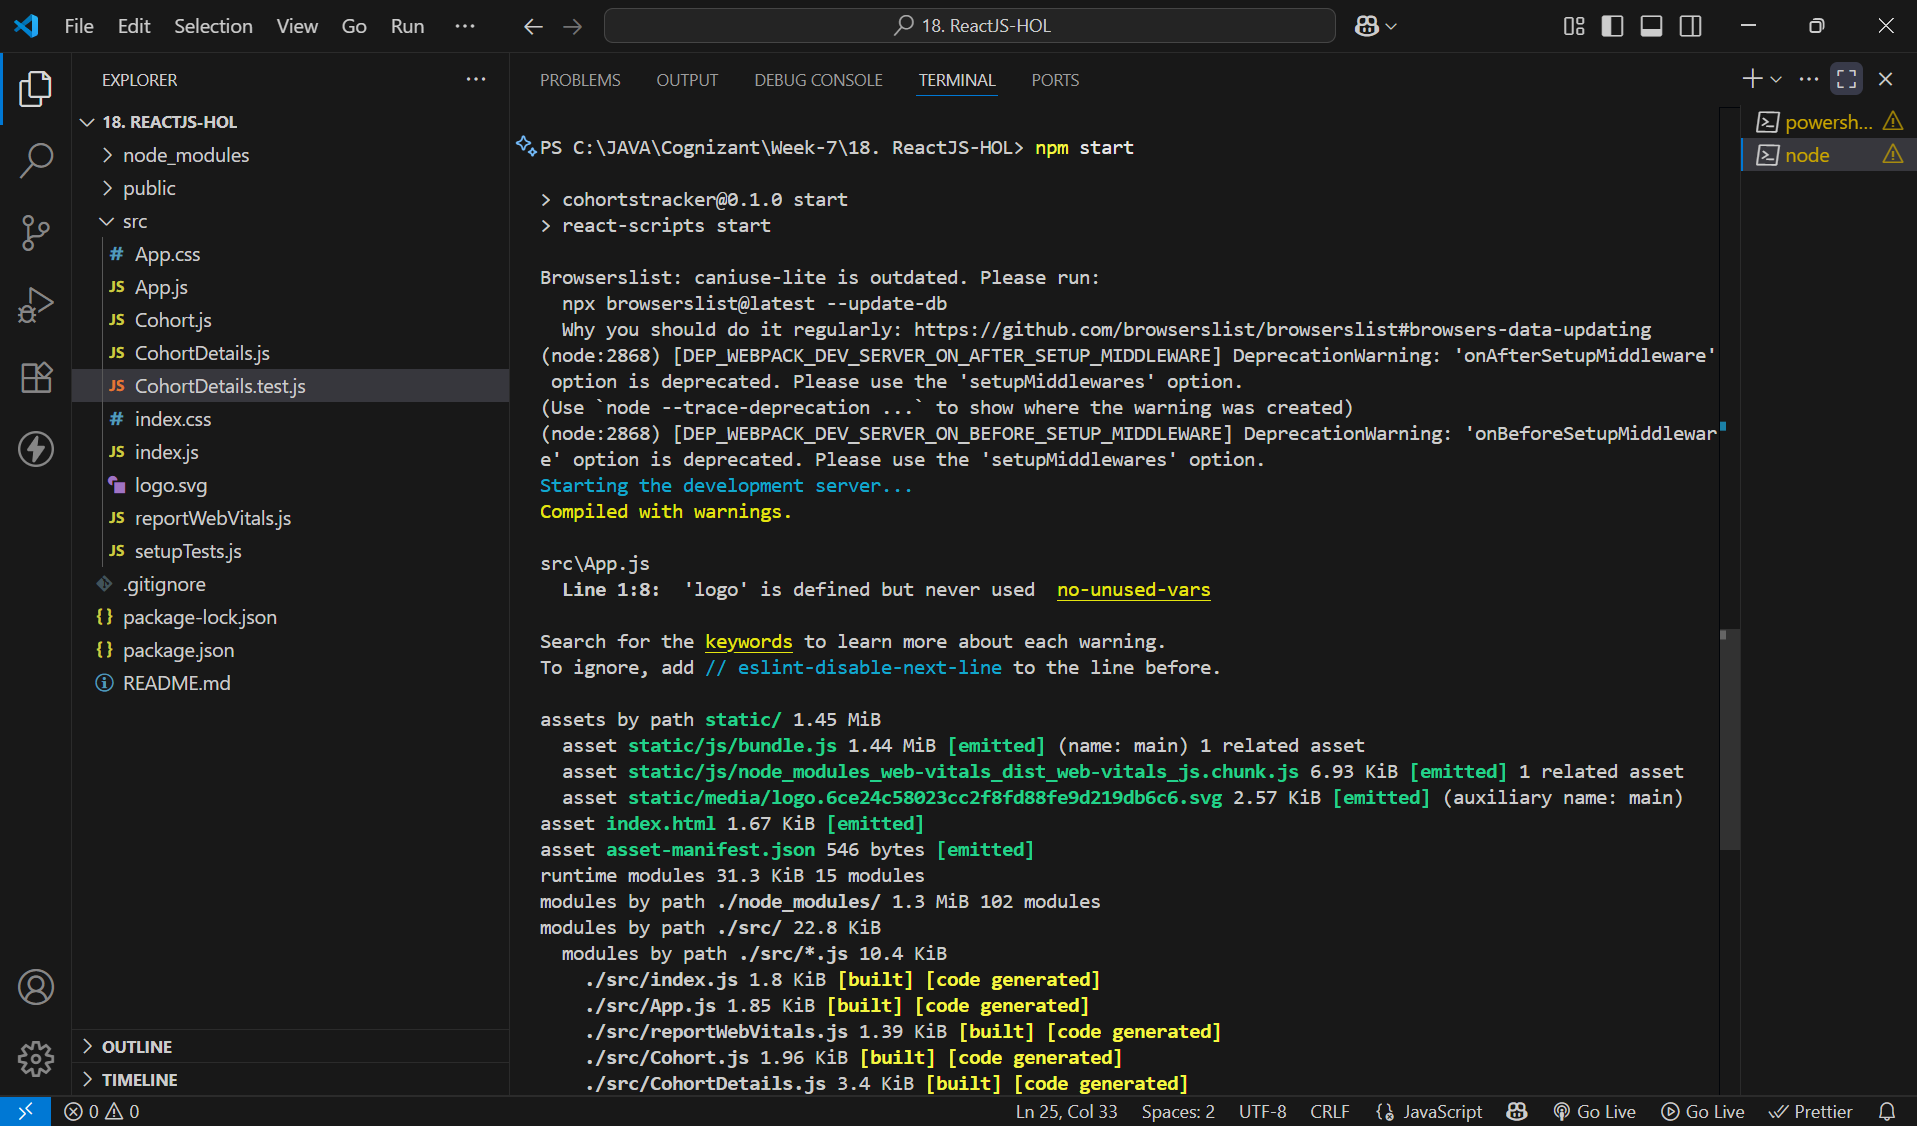 File Edit Selection View Go Run ... 18. ReactJS-HOL
EXPLORER
18. REACTJS-HOL
node_modules
public
src
# App.css
JS App.js
JS Cohort.js
JS CohortDetails.js
JS CohortDetails.test.js
# index.css
JS index.js
logo.svg
JS reportWebVitals.js
JS setupTests.js
.gitignore
{} package-lock.json
{} package.json
README.md
OUTLINE
TIMELINE
PROBLEMS OUTPUT DEBUG CONSOLE TERMINAL PORTS
PS C:\JAVA\Cognizant\Week-7\18. ReactJS-HOL> npm start
> cohortstracker@0.1.0 start
> react-scripts start
Browserslist: caniuse-lite is outdated. Please run:
npx browserslist@latest --update-db
Why you should do it regularly: https://github.com/browserslist/browserslist#browsers-data-updating
(node:2868) [DEP_WEBPACK_DEV_SERVER_ON_AFTER_SETUP_MIDDLEWARE] DeprecationWarning: 'onAfterSetupMiddleware'
option is deprecated. Please use the 'setupMiddlewares' option.
(Use `node --trace-deprecation ...` to show where the warning was created)
(node:2868) [DEP_WEBPACK_DEV_SERVER_ON_BEFORE_SETUP_MIDDLEWARE] DeprecationWarning: 'onBeforeSetupMiddlewar
e' option is deprecated. Please use the 'setupMiddlewares' option.
Starting the development server...
Compiled with warnings.
src\App.js
Line 1:8:  'logo' is defined but never used  no-unused-vars
Search for the keywords to learn more about each warning.
To ignore, add // eslint-disable-next-line to the line before.
assets by path static/ 1.45 MiB
asset static/js/bundle.js 1.44 MiB [emitted] (name: main) 1 related asset
asset static/js/node_modules_web-vitals_dist_web-vitals_js.chunk.js 6.93 KiB [emitted] 1 related asset
asset static/media/logo.6ce24c58023cc2f8fd88fe9d219db6c6.svg 2.57 KiB [emitted] (auxiliary name: main)
asset index.html 1.67 KiB [emitted]
asset asset-manifest.json 546 bytes [emitted]
runtime modules 31.3 KiB 15 modules
modules by path ./node_modules/ 1.3 MiB 102 modules
modules by path ./src/ 22.8 KiB
modules by path ./src/*.js 10.4 KiB
./src/index.js 1.8 KiB [built] [code generated]
./src/App.js 1.85 KiB [built] [code generated]
./src/reportWebVitals.js 1.39 KiB [built] [code generated]
./src/Cohort.js 1.96 KiB [built] [code generated]
./src/CohortDetails.js 3.4 KiB [built] [code generated]
powersh...
node
0 0 Ln 25, Col 33 Spaces: 2 UTF-8 CRLF {} JavaScript Go Live Go Live Prettier